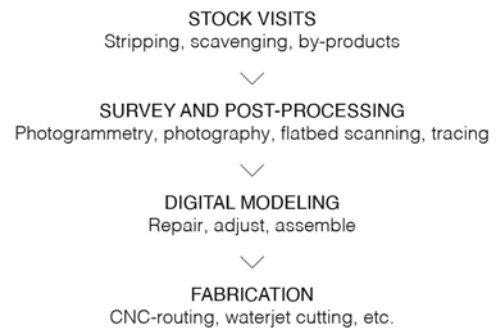 STOCK VISITS
Stripping, scavenging, by-products
SURVEY AND POST-PROCESSING
Photogrammetry, photography, flatbed scanning, tracing
DIGITAL MODELING
Repair, adjust, assemble
FABRICATION
CNC-routing, waterjet cutting, etc.